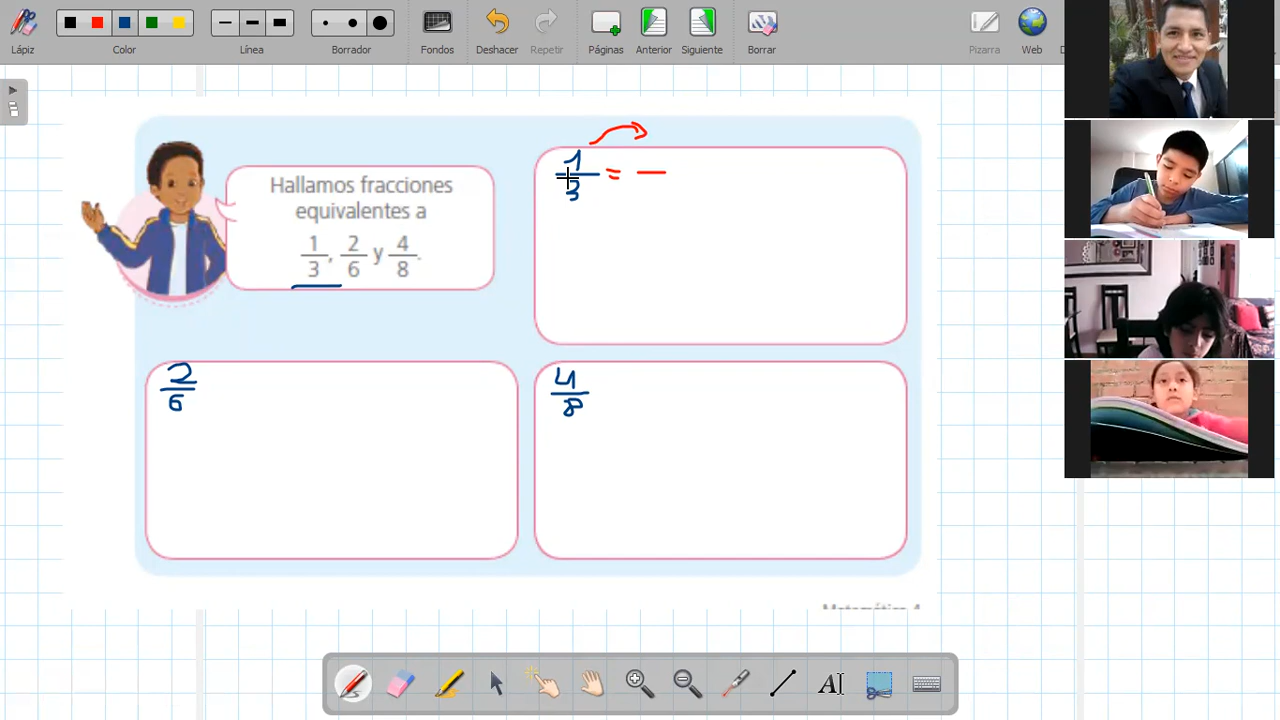 Lápiz
Color
Línea
Borrador
Fondos
Deshacer
Repetir
Páginas
Anterior
Siguiente
Borrar
Pizarra
Web
Hallamos fracciones
equivalentes a
1/3, 2/6 y 4/8.
1/3 = —
2/6
4/8
AI